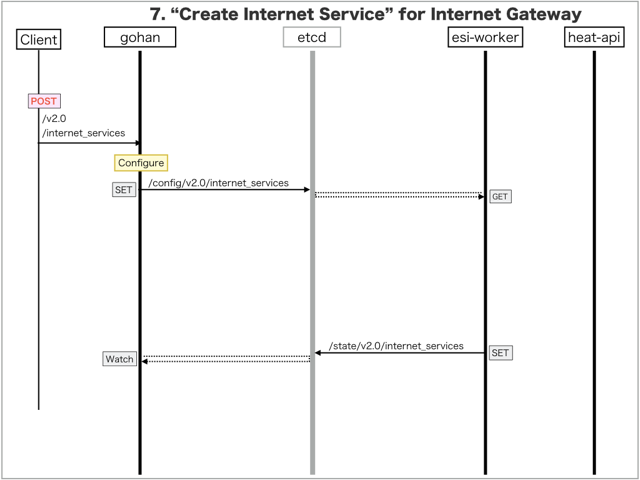 7. “Create Internet Service” for Internet Gateway
Client
gohan
etcd
esi-worker
heat-api
POST
/v2.0
/internet_services
Configure
SET
/config/v2.0/internet_services
GET
/state/v2.0/internet_services
SET
Watch